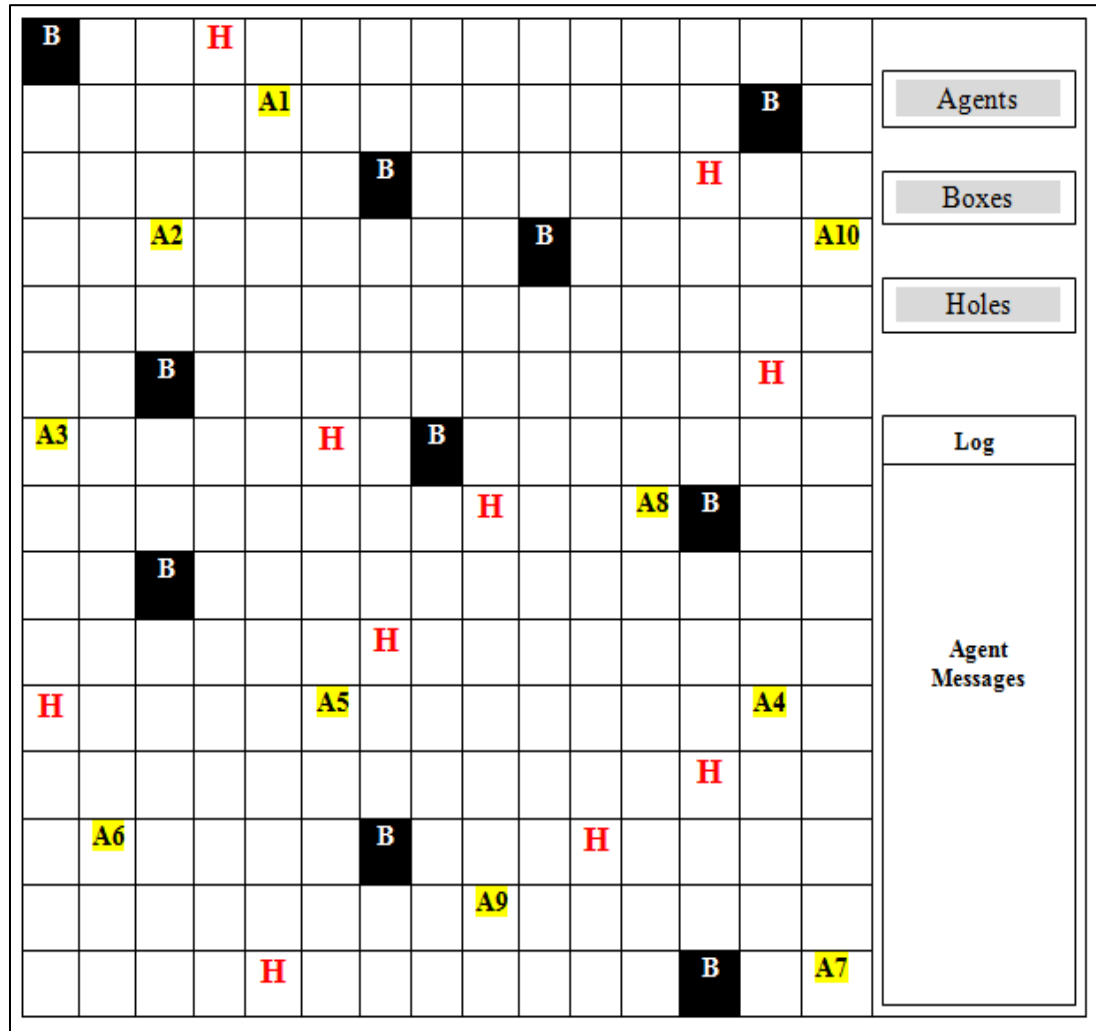 B H
A1 B Agents
B H
Boxes
A2 B A10
Holes
B H
A3 H B Log
H A8 B
B
H Agent
Messages
H A5 A4
H
A6 B H
A9
H B A7